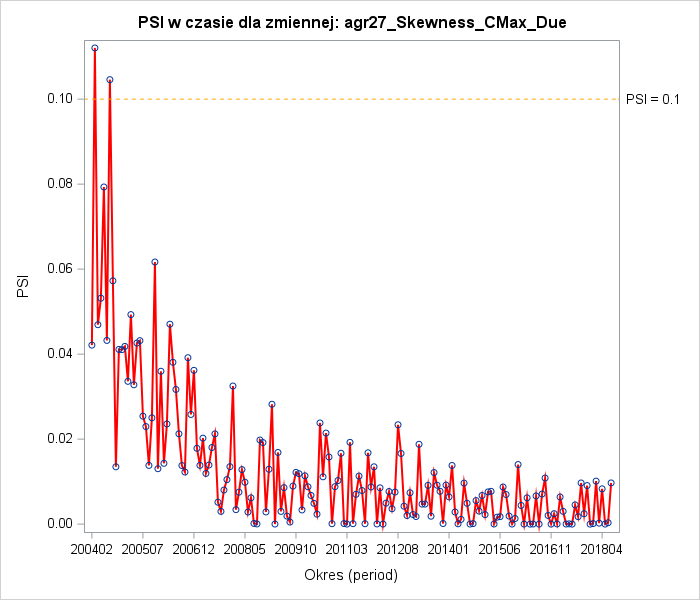 PSI w czasie dla zmiennej: agr27_Skewness_CMax_Due
PSI
0.10
0.08
0.06
0.04
0.02
0.00
PSI = 0.1
200402 200507 200612 200805 200910 201103 201208 201401 201506 201611 201804
Okres (period)